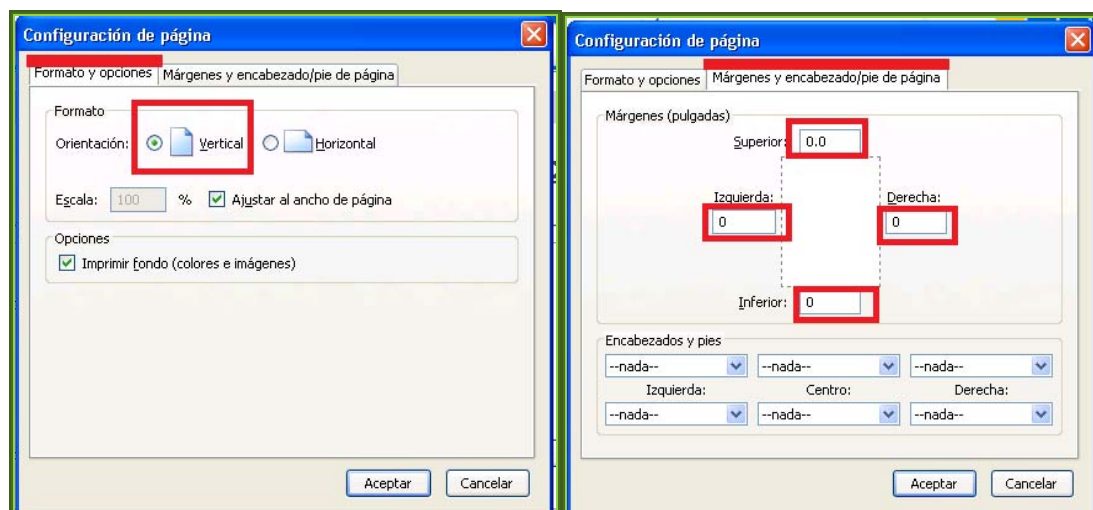 Configuración de página
Formato y opciones Márgenes y encabezado/pie de página
Formato
Orientación: Vertical Horizontal
Escala: 100 % Ajustar al ancho de página
Opciones
Imprimir fondo (colores e imágenes)
Aceptar Cancelar
Configuración de página
Formato y opciones Márgenes y encabezado/pie de página
Márgenes (pulgadas)
Superior: 0.0
Izquierda: Derecha:
0 0
Inferior: 0
Encabezados y pies
--nada-- --nada-- --nada--
Izquierda: Centro: Derecha:
--nada-- --nada-- --nada--
Aceptar Cancelar